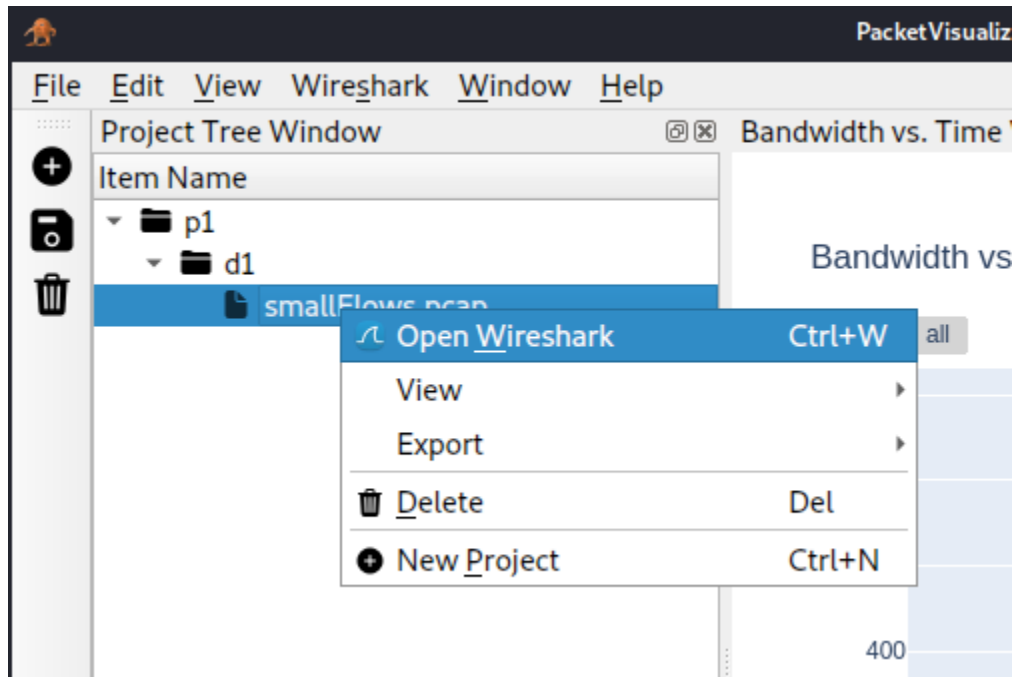 PacketVisualiz
File Edit View Wireshark Window Help
Project Tree Window
Bandwidth vs. Time
Item Name
p1
d1
smallFlows.pcap
Bandwidth vs
all
Open Wireshark Ctrl+W
View
Export
Delete Del
New Project Ctrl+N
400